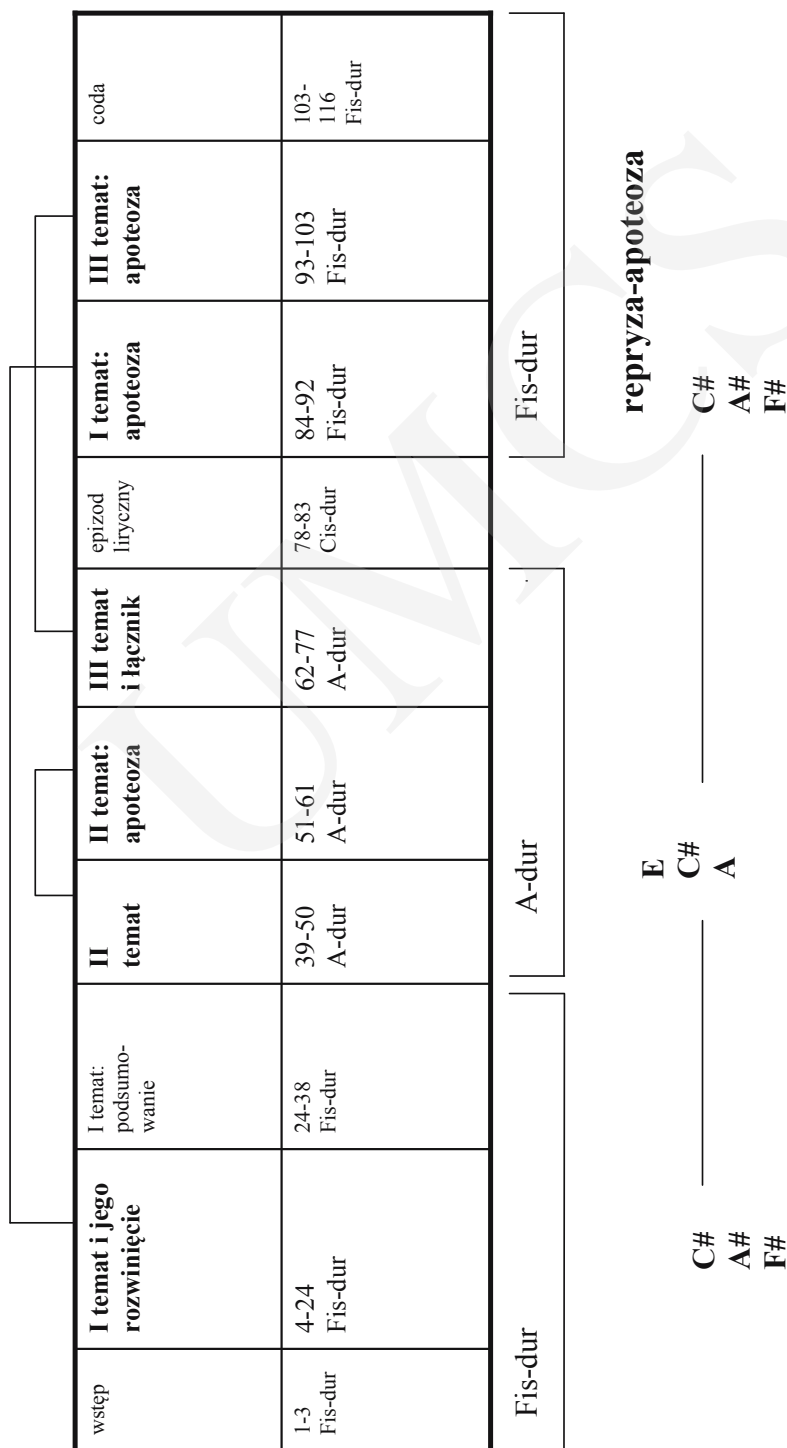 wstęp
I temat i jego
rozwinięcie
I temat:
podsumo-
wanie
II
temat
II temat:
apoteoza
III temat
i łącznik
epizod
liryczny
I temat:
apoteoza
III temat:
apoteoza
coda
1-3
Fis-dur
4-24
Fis-dur
24-38
Fis-dur
39-50
A-dur
51-61
A-dur
62-77
A-dur
78-83
Cis-dur
84-92
Fis-dur
93-103
Fis-dur
103-
116
Fis-dur
Fis-dur
A-dur
Fis-dur
repryza-apoteoza
C#
A#
F#
E
C#
A
C#
A#
F#
UMCS